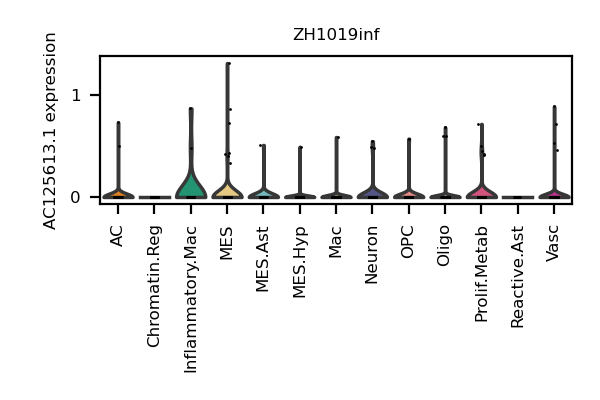 ZH1019inf
AC125613.1 expression
1
0
AC
Chromatin.Reg
Inflammatory.Mac
MES
MES.Ast
MES.Hyp
Mac
Neuron
OPC
Oligo
Prolif.Metab
Reactive.Ast
Vasc